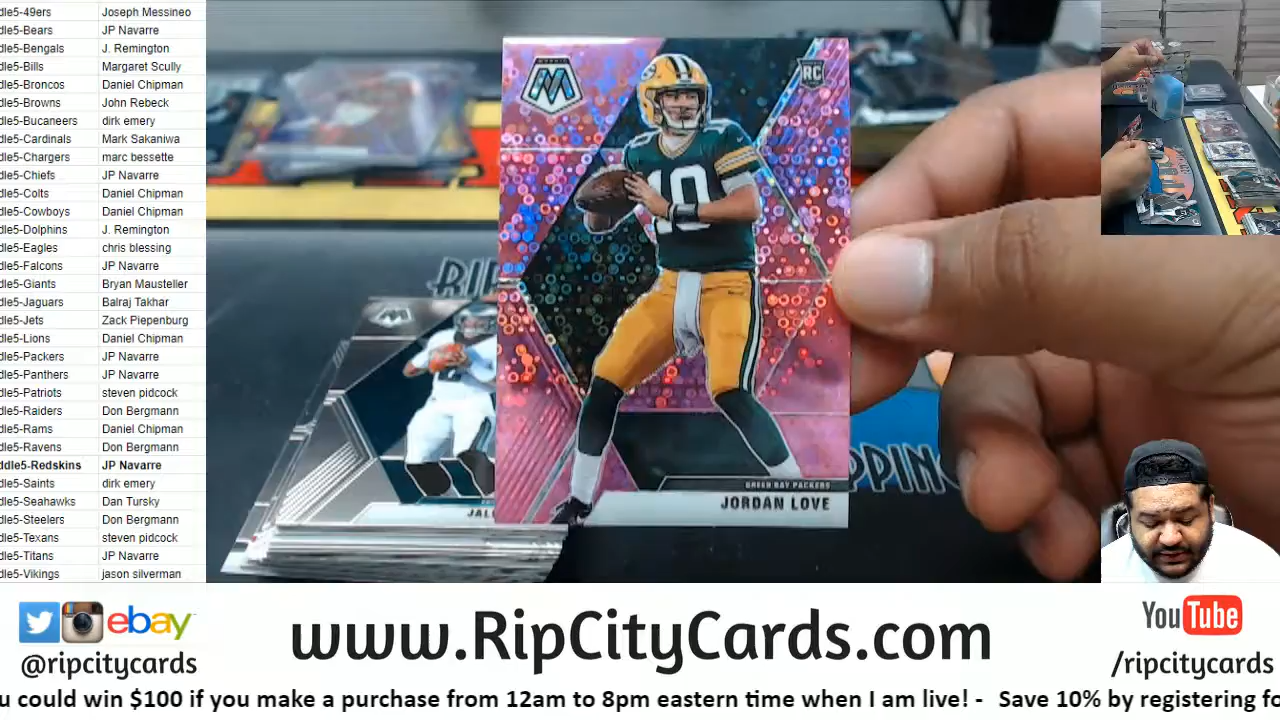 dle5-49ers Joseph Messineo
dle5-Bears JP Navarre
dle5-Bengals J. Remington
dle5-Bills Margaret Scully
dle5-Broncos Daniel Chipman
dle5-Browns John Rebeck
dle5-Bucaneers dirk emery
dle5-Cardinals Mark Sakaniwa
dle5-Chargers marc bessette
dle5-Chiefs JP Navarre
dle5-Colts Daniel Chipman
dle5-Cowboys Daniel Chipman
dle5-Dolphins J. Remington
dle5-Eagles chris blessing
dle5-Falcons JP Navarre
dle5-Giants Bryan Mausteller
dle5-Jaguars Balraj Takhar
dle5-Jets Zack Piepenburg
dle5-Lions Daniel Chipman
dle5-Packers JP Navarre
dle5-Panthers JP Navarre
dle5-Patriots steven pidcock
dle5-Raiders Don Bergmann
dle5-Rams Daniel Chipman
dle5-Ravens Don Bergmann
ddle5-Redskins JP Navarre
dle5-Saints dirk emery
dle5-Seahawks Dan Tursky
dle5-Steelers Don Bergmann
dle5-Texans steven pidcock
dle5-Titans JP Navarre
dle5-Vikings jason silverman
MOSAIC
M
RC
10
10
GREEN BAY PACKERS
JORDAN LOVE
RIP
JAL
PPIN
ebay
@ripcitycards
www.RipCityCards.com
YouTube
/ripcitycards
u could win $100 if you make a purchase from 12am to 8pm eastern time when I am live! - Save 10% by registering fo